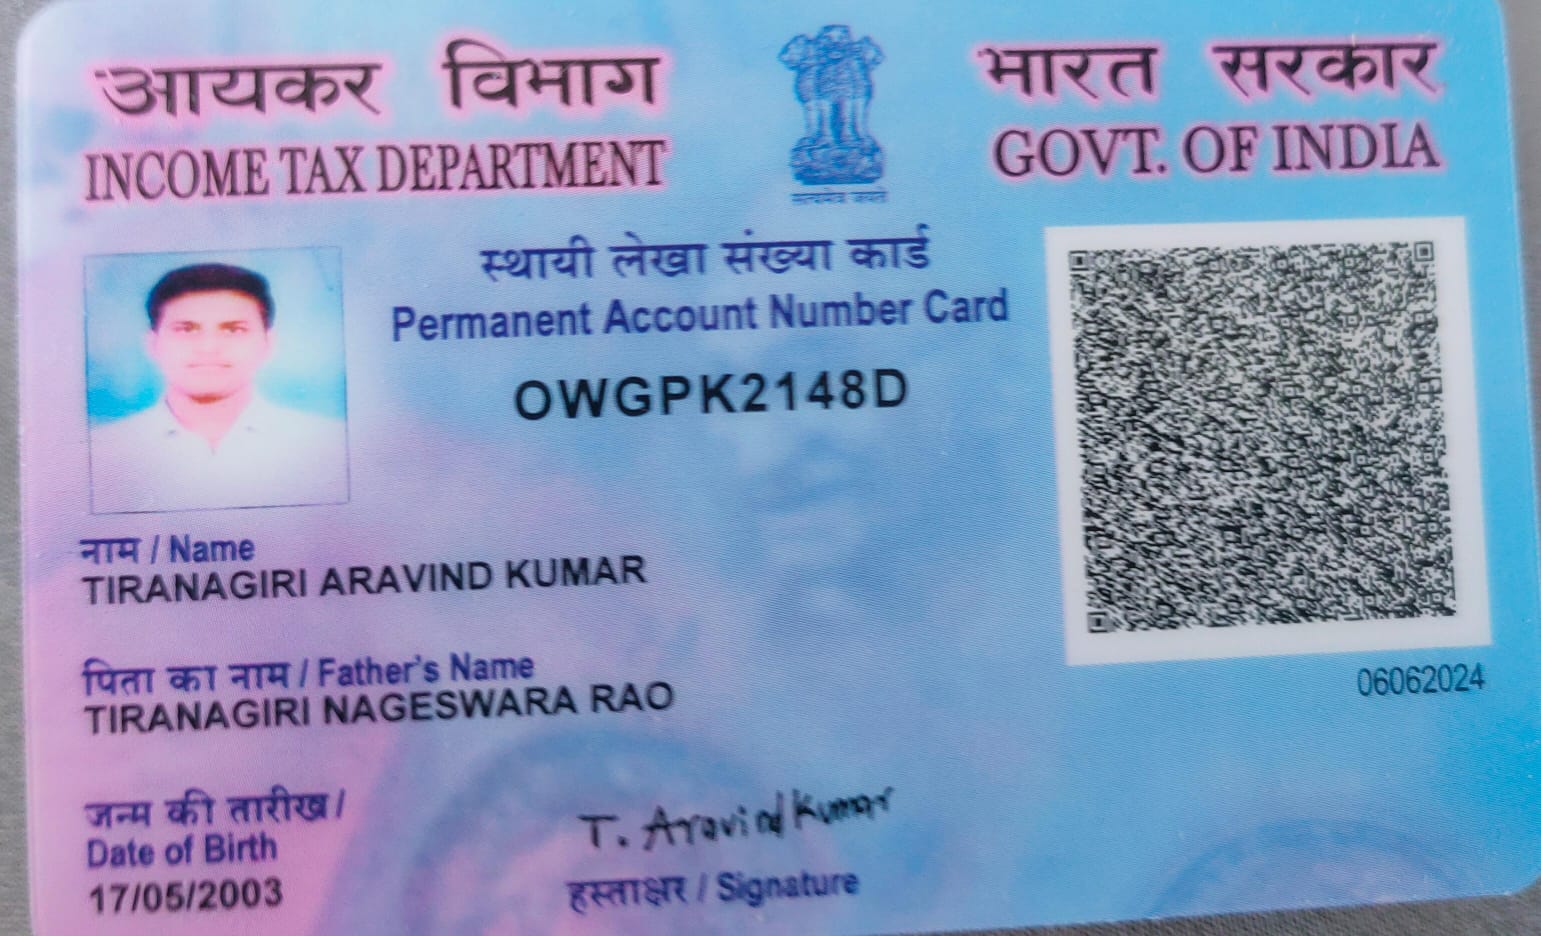 आयकर विभाग
INCOME TAX DEPARTMENT
सत्यमेव जयते
भारत सरकार
GOVT. OF INDIA
स्थायी लेखा संख्या कार्ड
Permanent Account Number Card
OWGPK2148D
नाम / Name
TIRANAGIRI ARAVIND KUMAR
पिता का नाम / Father's Name
TIRANAGIRI NAGESWARA RAO
06062024
जन्म की तारीख /
Date of Birth
17/05/2003
T. Aravind Kumar
हस्ताक्षर / Signature